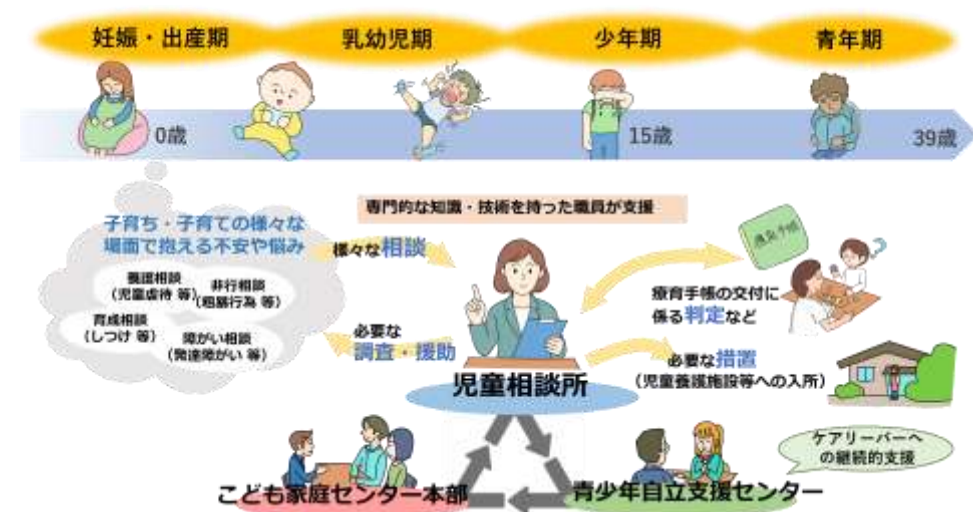 妊娠・出産期
乳幼児期
少年期
青年期
0歳
15歳
39歳
専門的な知識・技術を持った職員が支援
子育ち・子育ての様々な
場面で抱える不安や悩み
養護相談
(児童虐待 等)
非行相談
(粗暴行為 等)
育成相談
(しつけ 等)
障がい相談
(発達障がい 等)
様々な相談
必要な
調査・援助
児童相談所
療育手帳
療育手帳の交付に
係る判定など
必要な措置
(児童養護施設等への入所)
ケアリーバーへ
の継続的支援
こども家庭センター本部
青少年自立支援センター